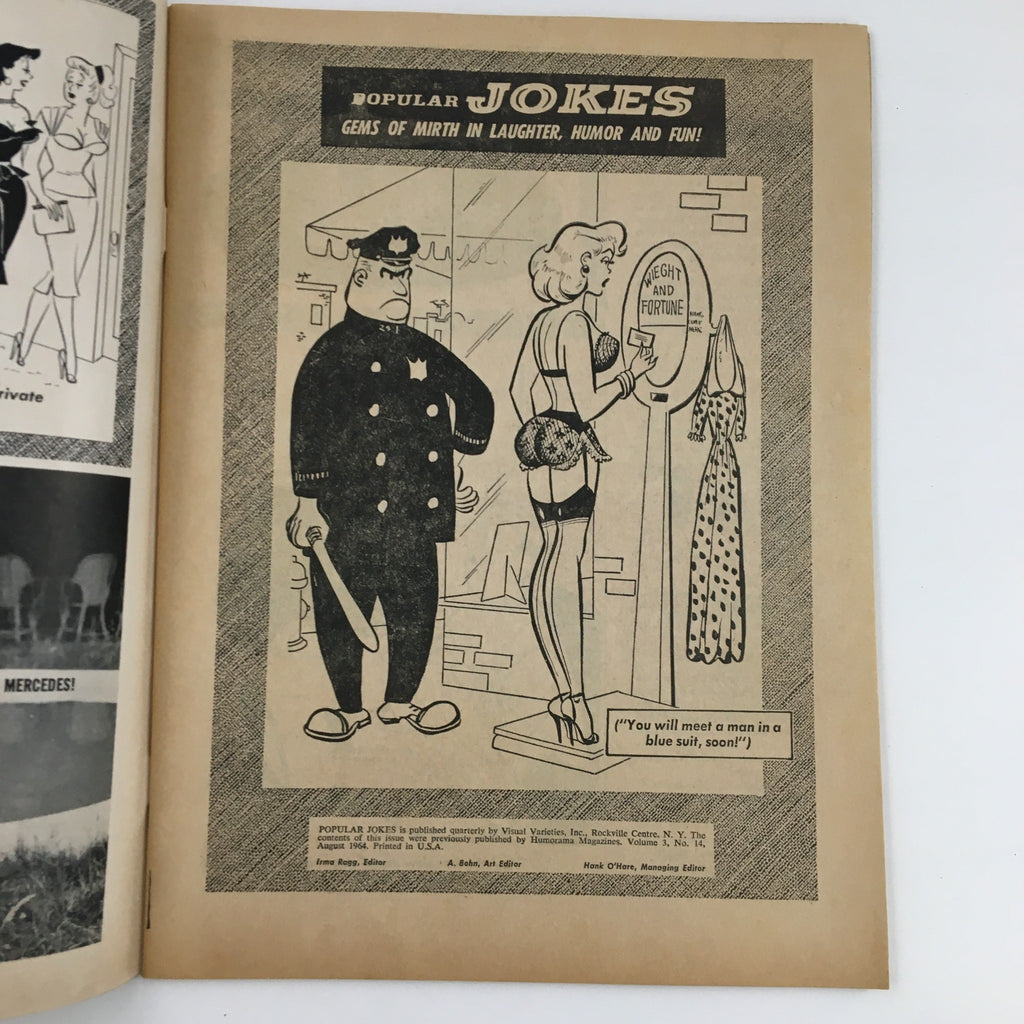 rivate
MERCEDES!
POPULAR JOKES
GEMS OF MIRTH IN LAUGHTER, HUMOR AND FUN!
WIEGHT
AND
FORTUNE
("You will meet a man in a
blue suit, soon!")
POPULAR JOKES is published quarterly by Visual Varieties, Inc., Rockville Centre, N. Y. The
contents of this issue were previously published by Humorama Magazines. Volume 3, No. 14,
August 1964. Printed in U.S.A.
Irma Ragg, Editor A. Bohn, Art Editor Hank O'Hare, Managing Editor